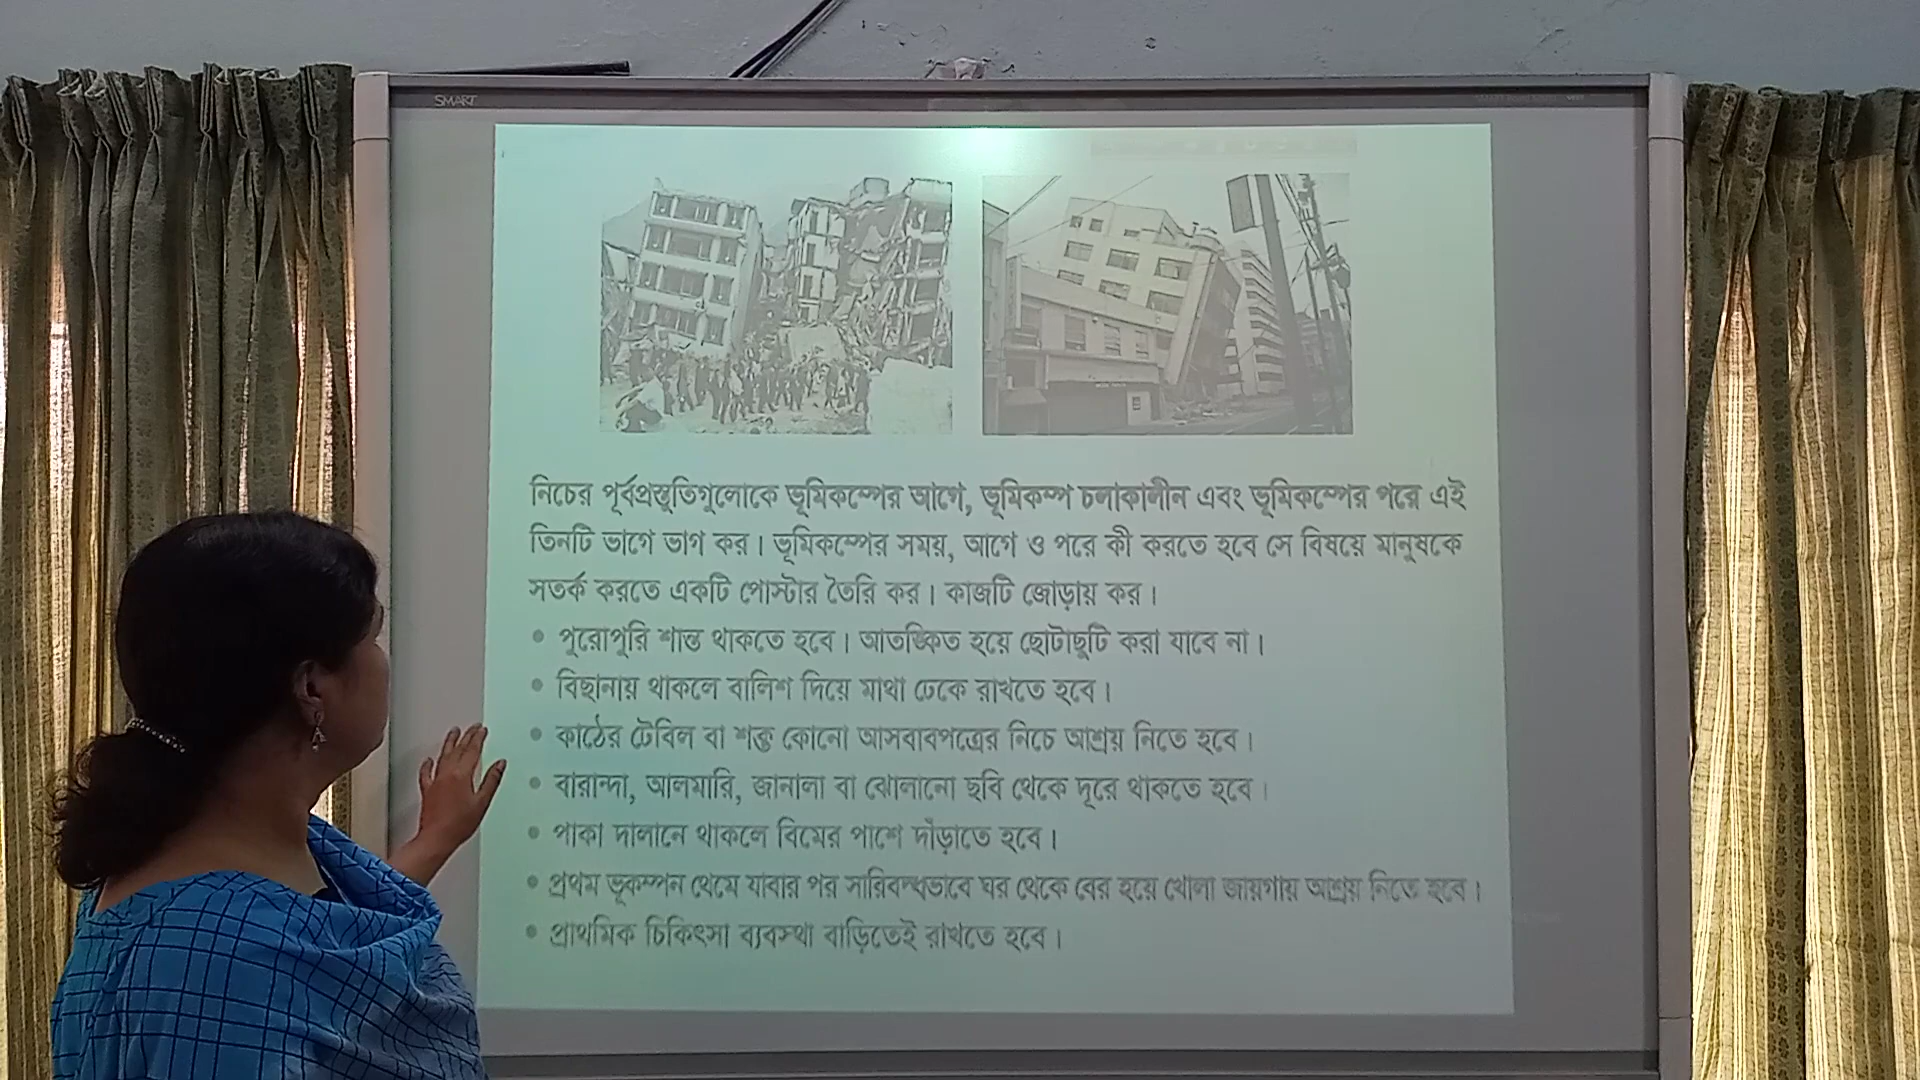 SMART
নিচের পূর্বপ্রস্তুতিগুলোকে ভূমিকম্পের আগে, ভূমিকম্প চলাকালীন এবং ভূমিকম্পের পরে এই
তিনটি ভাগে ভাগ কর। ভূমিকম্পের সময়, আগে ও পরে কী করতে হবে সে বিষয়ে মানুষকে
সতর্ক করতে একটি পোস্টার তৈরি কর। কাজটি জোড়ায় কর।
• পুরোপুরি শান্ত থাকতে হবে। আতঙ্কিত হয়ে ছোটাছুটি করা যাবে না।
• বিছানায় থাকলে বালিশ দিয়ে মাথা ঢেকে রাখতে হবে।
• কাঠের টেবিল বা শক্ত কোনো আসবাবপত্রের নিচে আশ্রয় নিতে হবে।
• বারান্দা, আলমারি, জানালা বা ঝোলানো ছবি থেকে দূরে থাকতে হবে।
• পাকা দালানে থাকলে বিমের পাশে দাঁড়াতে হবে।
• প্রথম ভূকম্পন থেমে যাবার পর সারিবদ্ধভাবে ঘর থেকে বের হয়ে খোলা জায়গায় আশ্রয় নিতে হবে।
• প্রাথমিক চিকিৎসা ব্যবস্থা বাড়িতেই রাখতে হবে।